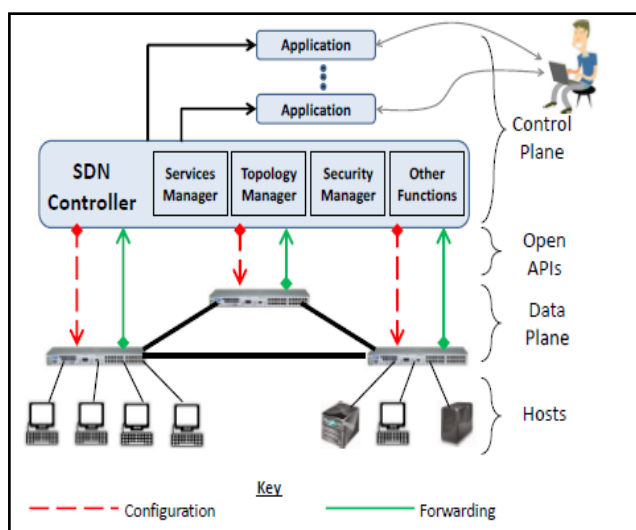 Application
Application
Control
Plane
SDN
Controller
Services
Manager
Topology
Manager
Security
Manager
Other
Functions
Open
APIs
Data
Plane
Hosts
Key
Configuration
Forwarding